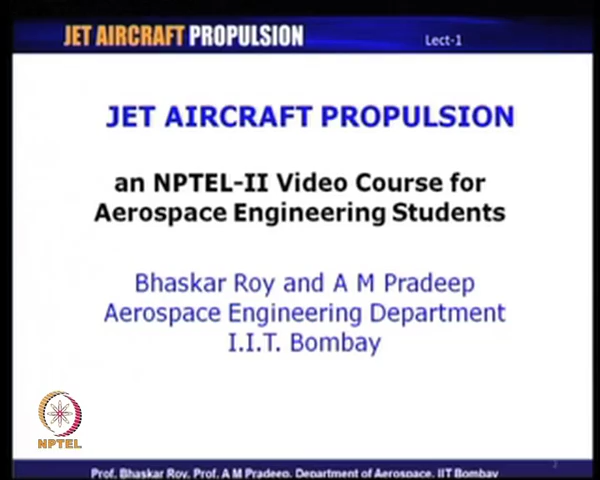 JET AIRCRAFT PROPULSION Lect-1
JET AIRCRAFT PROPULSION
an NPTEL-II Video Course for
Aerospace Engineering Students
Bhaskar Roy and A M Pradeep
Aerospace Engineering Department
I.I.T. Bombay
NPTEL
2
Prof. Bhaskar Roy, Prof. A M Pradeep, Department of Aerospace, IIT Bombay